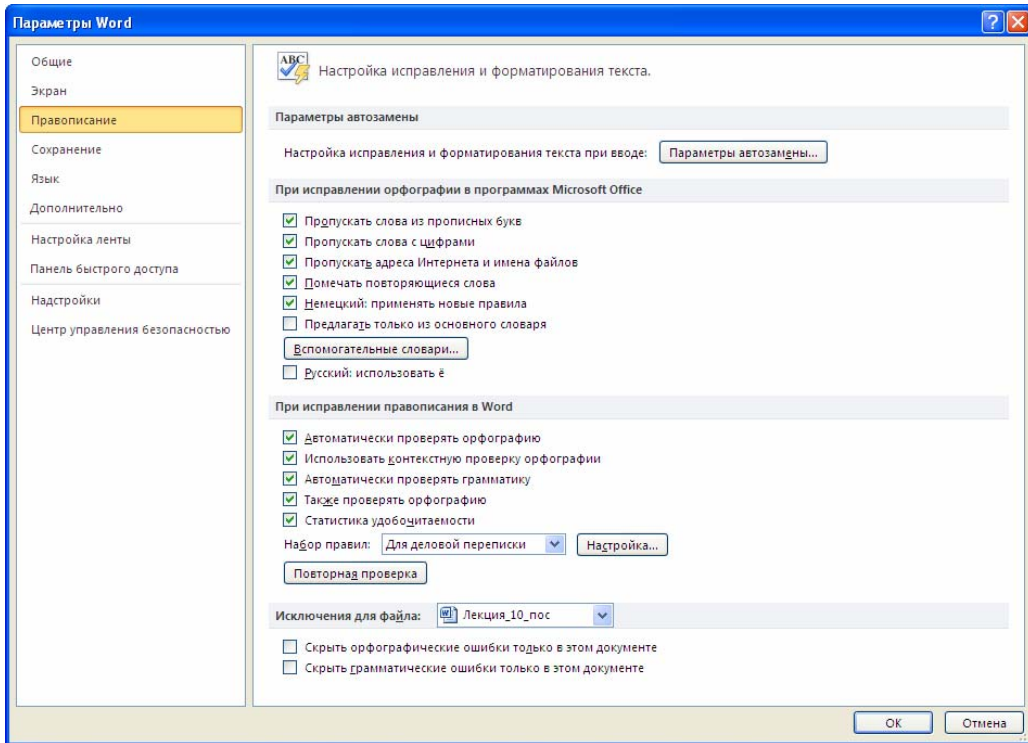 Параметры Word
Общие
Экран
Правописание
Сохранение
Язык
Дополнительно
Настройка ленты
Панель быстрого доступа
Надстройки
Центр управления безопасностью
ABC
Настройка исправления и форматирования текста.
Параметры автозамены
Настройка исправления и форматирования текста при вводе: Параметры автозамены...
При исправлении орфографии в программах Microsoft Office
Пропускать слова из прописных букв
Пропускать слова с цифрами
Пропускать адреса Интернета и имена файлов
Помечать повторяющиеся слова
Немецкий: применять новые правила
Предлагать только из основного словаря
Вспомогательные словари...
Русский: использовать ё
При исправлении правописания в Word
Автоматически проверять орфографию
Использовать контекстную проверку орфографии
Автоматически проверять грамматику
Также проверять орфографию
Статистика удобочитаемости
Набор правил: Для деловой переписки Настройка...
Повторная проверка
Исключения для файла: Лекция_10_пос
Скрыть орфографические ошибки только в этом документе
Скрыть грамматические ошибки только в этом документе
ОК Отмена